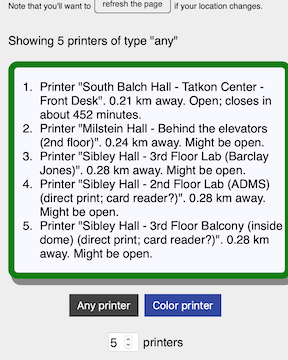 Note that you'll want to refresh the page if your location changes.
Showing 5 printers of type "any"
1. Printer "South Balch Hall - Tatkon Center -
Front Desk". 0.21 km away. Open; closes in
about 452 minutes.
2. Printer "Milstein Hall - Behind the elevators
(2nd floor)". 0.24 km away. Might be open.
3. Printer "Sibley Hall - 3rd Floor Lab (Barclay
Jones)". 0.28 km away. Might be open.
4. Printer "Sibley Hall - 2nd Floor Lab (ADMS)
(direct print; card reader?)". 0.28 km away.
Might be open.
5. Printer "Sibley Hall - 3rd Floor Balcony (inside
dome) (direct print; card reader?)". 0.28 km
away. Might be open.
Any printer Color printer
5 printers